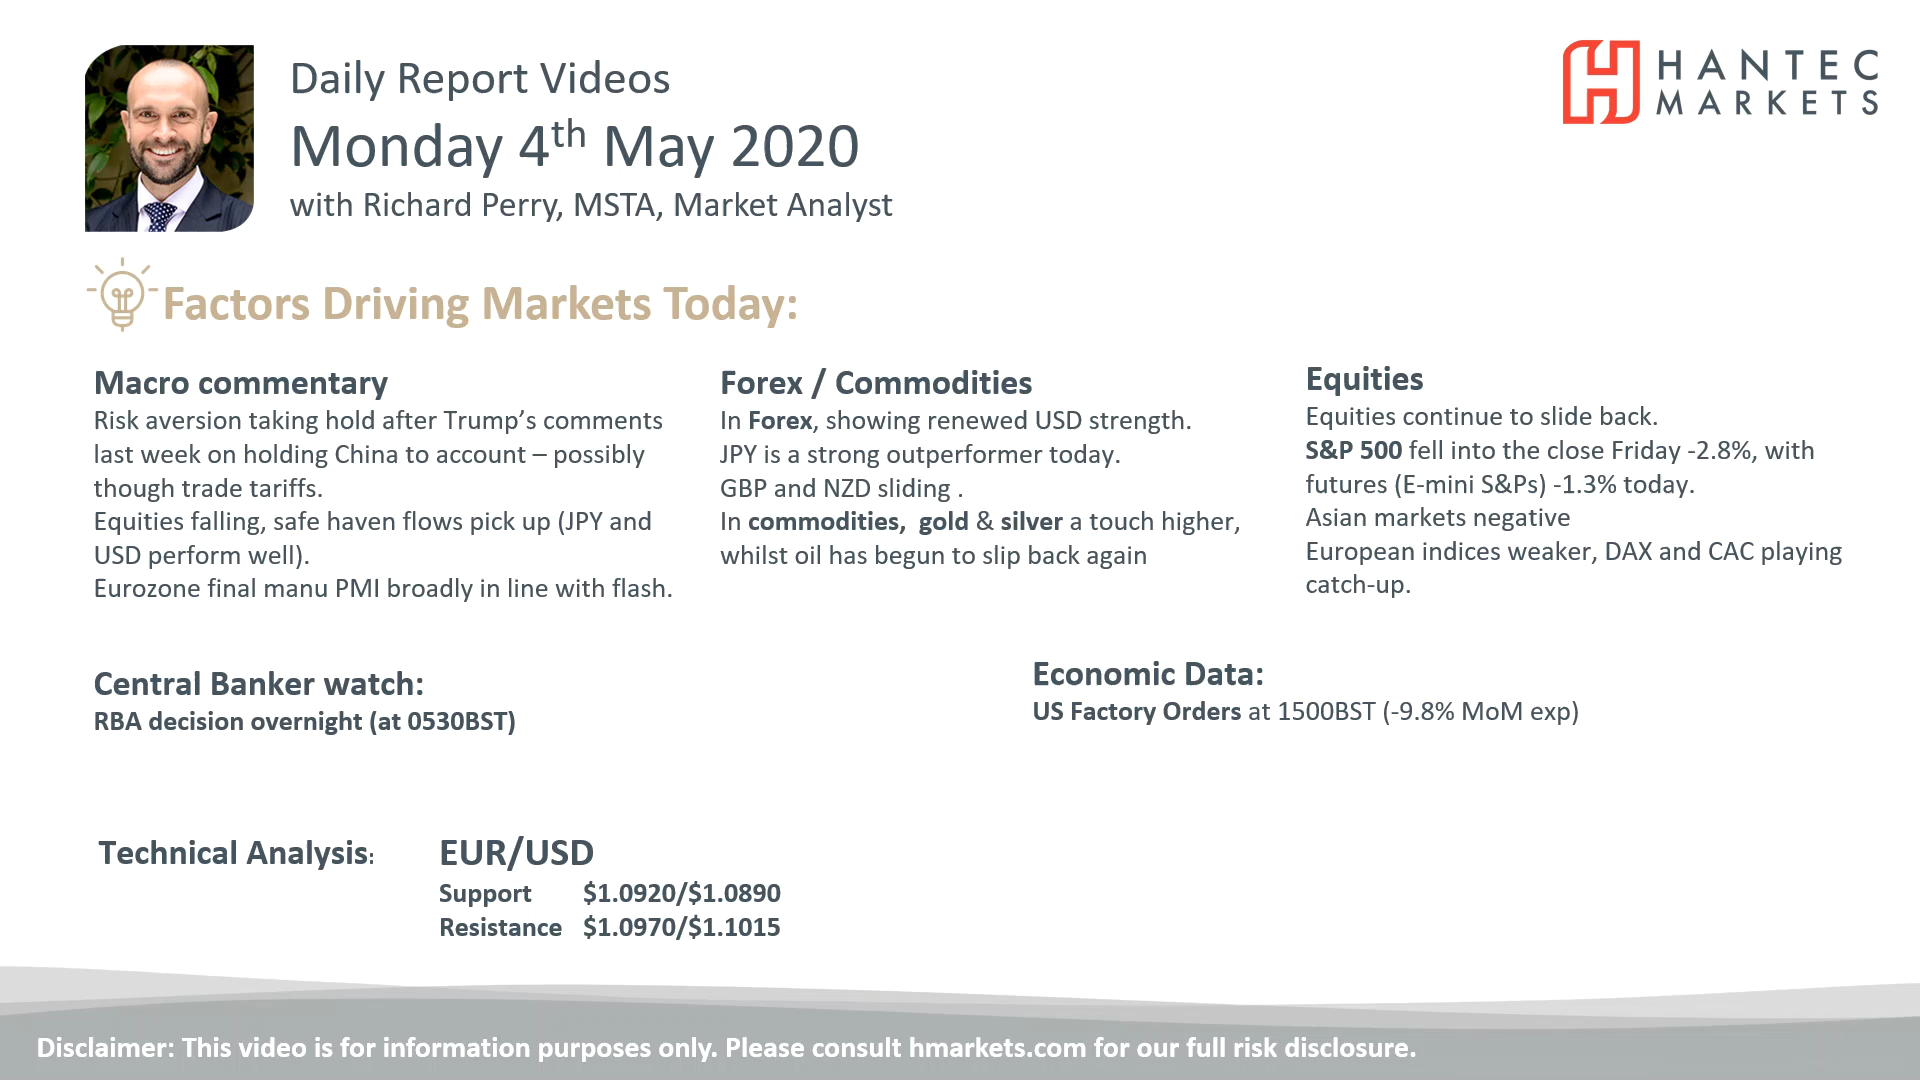 Daily Report Videos
Monday 4th May 2020
with Richard Perry, MSTA, Market Analyst
HANTEC
MARKETS
Factors Driving Markets Today:
Macro commentary
Risk aversion taking hold after Trump’s comments
last week on holding China to account – possibly
though trade tariffs.
Equities falling, safe haven flows pick up (JPY and
USD perform well).
Eurozone final manu PMI broadly in line with flash.
Forex / Commodities
In Forex, showing renewed USD strength.
JPY is a strong outperformer today.
GBP and NZD sliding .
In commodities,  gold & silver a touch higher,
whilst oil has begun to slip back again
Equities
Equities continue to slide back.
S&P 500 fell into the close Friday -2.8%, with
futures (E-mini S&Ps) -1.3% today.
Asian markets negative
European indices weaker, DAX and CAC playing
catch-up.
Central Banker watch:
RBA decision overnight (at 0530BST)
Economic Data:
US Factory Orders at 1500BST (-9.8% MoM exp)
Technical Analysis:
EUR/USD
Support $1.0920/$1.0890
Resistance $1.0970/$1.1015
Disclaimer: This video is for information purposes only. Please consult hmarkets.com for our full risk disclosure.